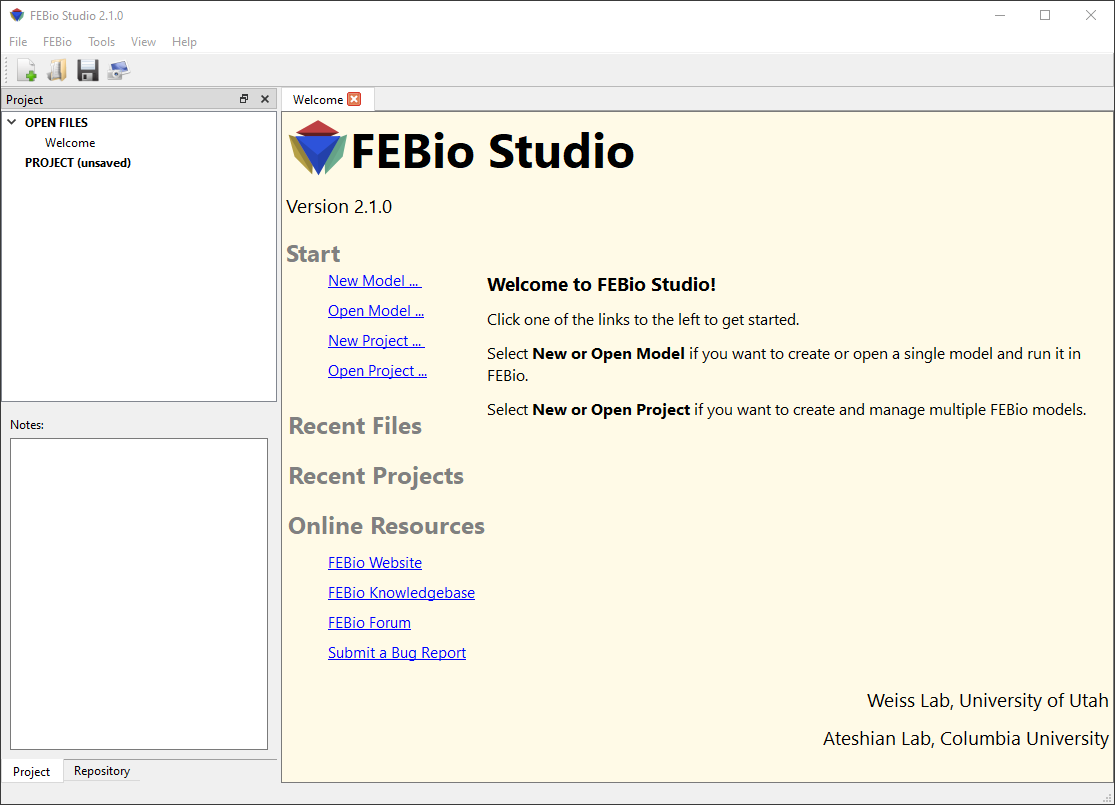 FEBio Studio 2.1.0
File FEBio Tools View Help
Project
Welcome
OPEN FILES
Welcome
PROJECT (unsaved)
Notes:
Project Repository
FEBio Studio
Version 2.1.0
Start
New Model ...
Open Model ...
New Project ...
Open Project ...
Welcome to FEBio Studio!
Click one of the links to the left to get started.
Select New or Open Model if you want to create or open a single model and run it in
FEBio.
Select New or Open Project if you want to create and manage multiple FEBio models.
Recent Files
Recent Projects
Online Resources
FEBio Website
FEBio Knowledgebase
FEBio Forum
Submit a Bug Report
Weiss Lab, University of Utah
Ateshian Lab, Columbia University